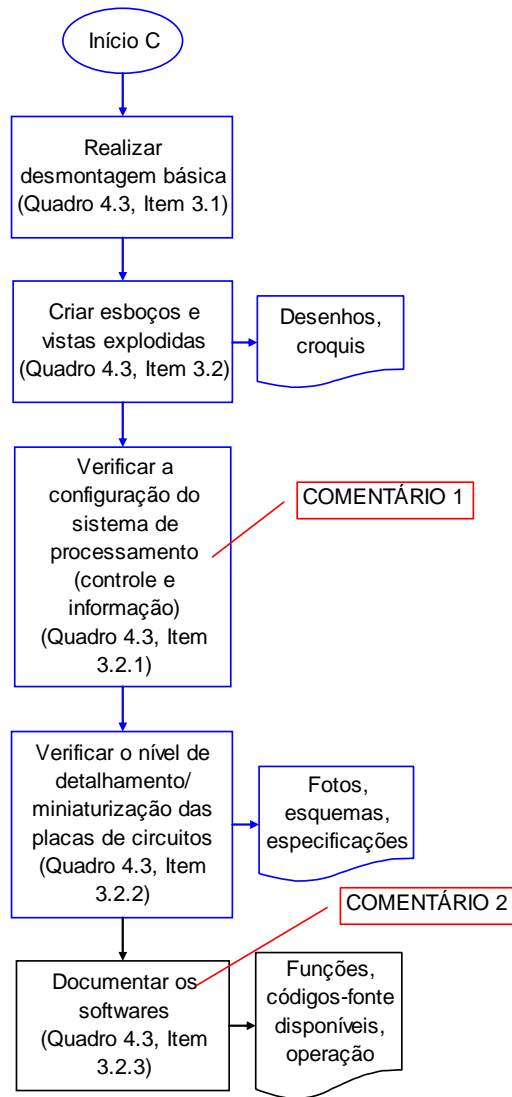 Início C
Realizar
desmontagem básica
(Quadro 4.3, Item 3.1)
Criar esboços e
vistas explodidas
(Quadro 4.3, Item 3.2)
Desenhos,
croquis
Verificar a
configuração do
sistema de
processamento
(controle e
informação)
(Quadro 4.3, Item
3.2.1)
COMENTÁRIO 1
Verificar o nível de
detalhamento/
miniaturização das
placas de circuitos
(Quadro 4.3, Item
3.2.2)
Fotos,
esquemas,
especificações
COMENTÁRIO 2
Documentar os
softwares
(Quadro 4.3, Item
3.2.3)
Funções,
códigos-fonte
disponíveis,
operação